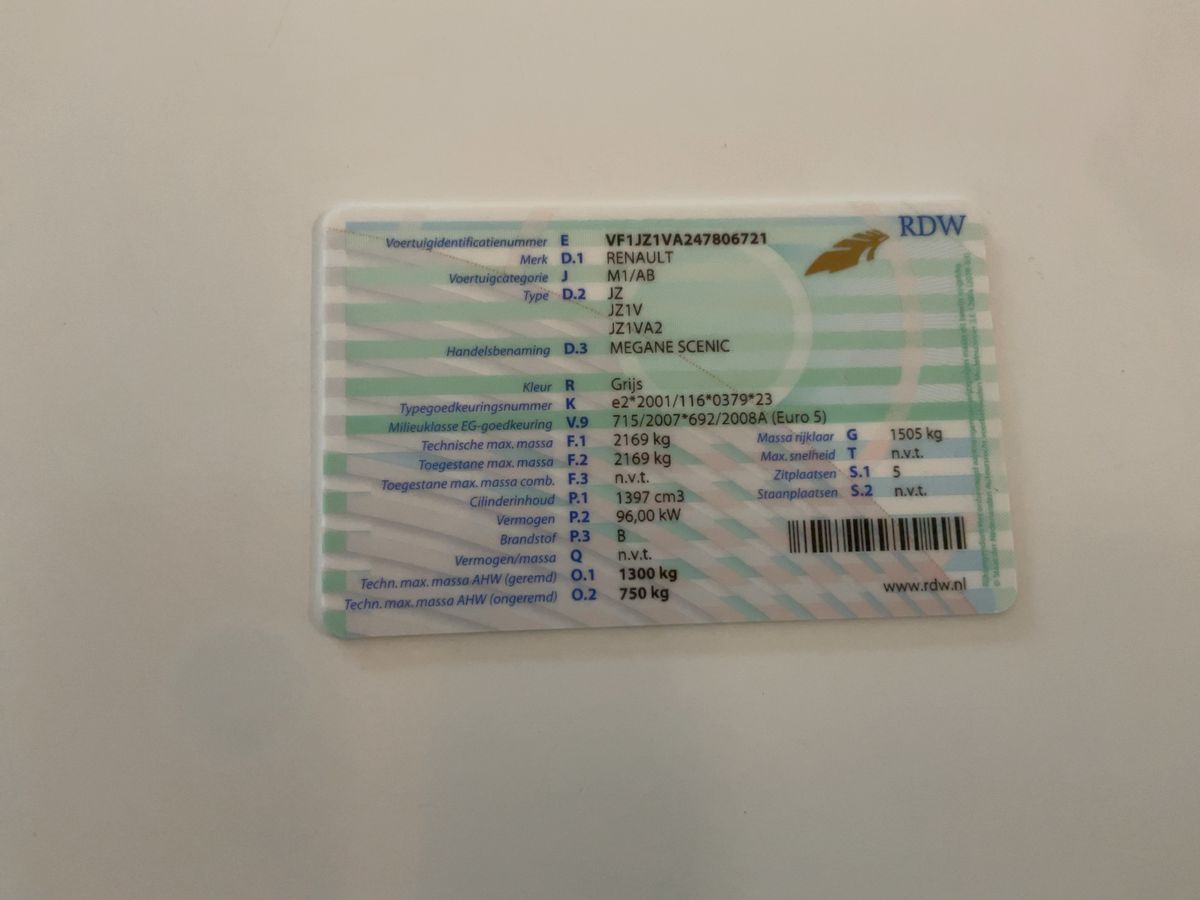 RDW
Voertuigidentificatienummer E VF1JZ1VA247806721
Merk D.1 RENAULT
Voertuigcategorie J M1/AB
Type D.2 JZ
JZ1V
JZ1VA2
Handelsbenaming D.3 MEGANE SCENIC
Kleur R Grijs
Typegoedkeuringsnummer K e2*2001/116*0379*23
Milieuklasse EG-goedkeuring V.9 715/2007*692/2008A (Euro 5)
Technische max. massa F.1 2169 kg Massa rijklaar G 1505 kg
Toegestane max. massa F.2 2169 kg Max. snelheid T n.v.t.
Toegestane max. massa comb. F.3 n.v.t. Zitplaatsen S.1 5
Cilinderinhoud P.1 1397 cm3 Staanplaatsen S.2 n.v.t.
Vermogen P.2 96,00 kW
Brandstof P.3 B
Vermogen/massa Q n.v.t.
Techn. max. massa AHW (geremd) O.1 1300 kg
Techn. max. massa AHW (ongeremd) O.2 750 kg
www.rdw.nl